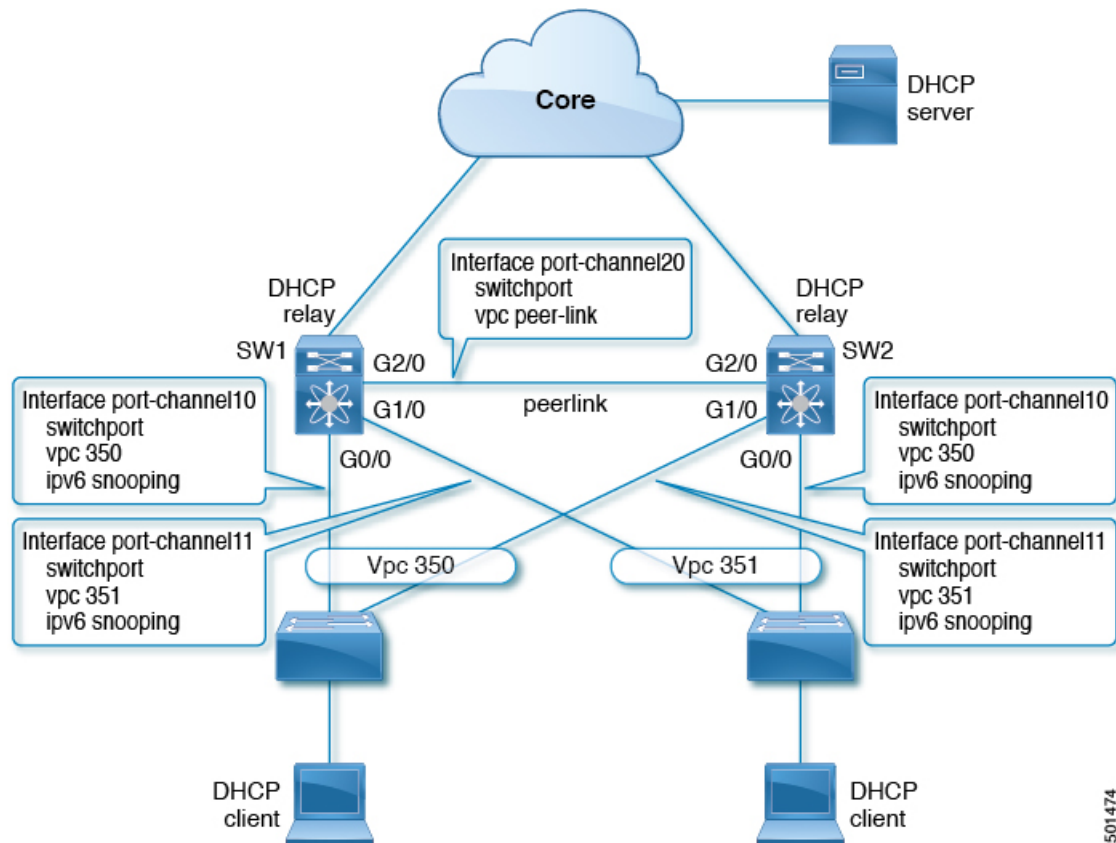 Core
DHCP
server
Interface port-channel20
switchport
vpc peer-link
DHCP
relay
DHCP
relay
SW1
SW2
G2/0
G2/0
peerlink
G1/0
G1/0
G0/0
G0/0
Interface port-channel10
switchport
vpc 350
ipv6 snooping
Interface port-channel10
switchport
vpc 350
ipv6 snooping
Interface port-channel11
switchport
vpc 351
ipv6 snooping
Interface port-channel11
switchport
vpc 351
ipv6 snooping
Vpc 350
Vpc 351
DHCP
client
DHCP
client
501474